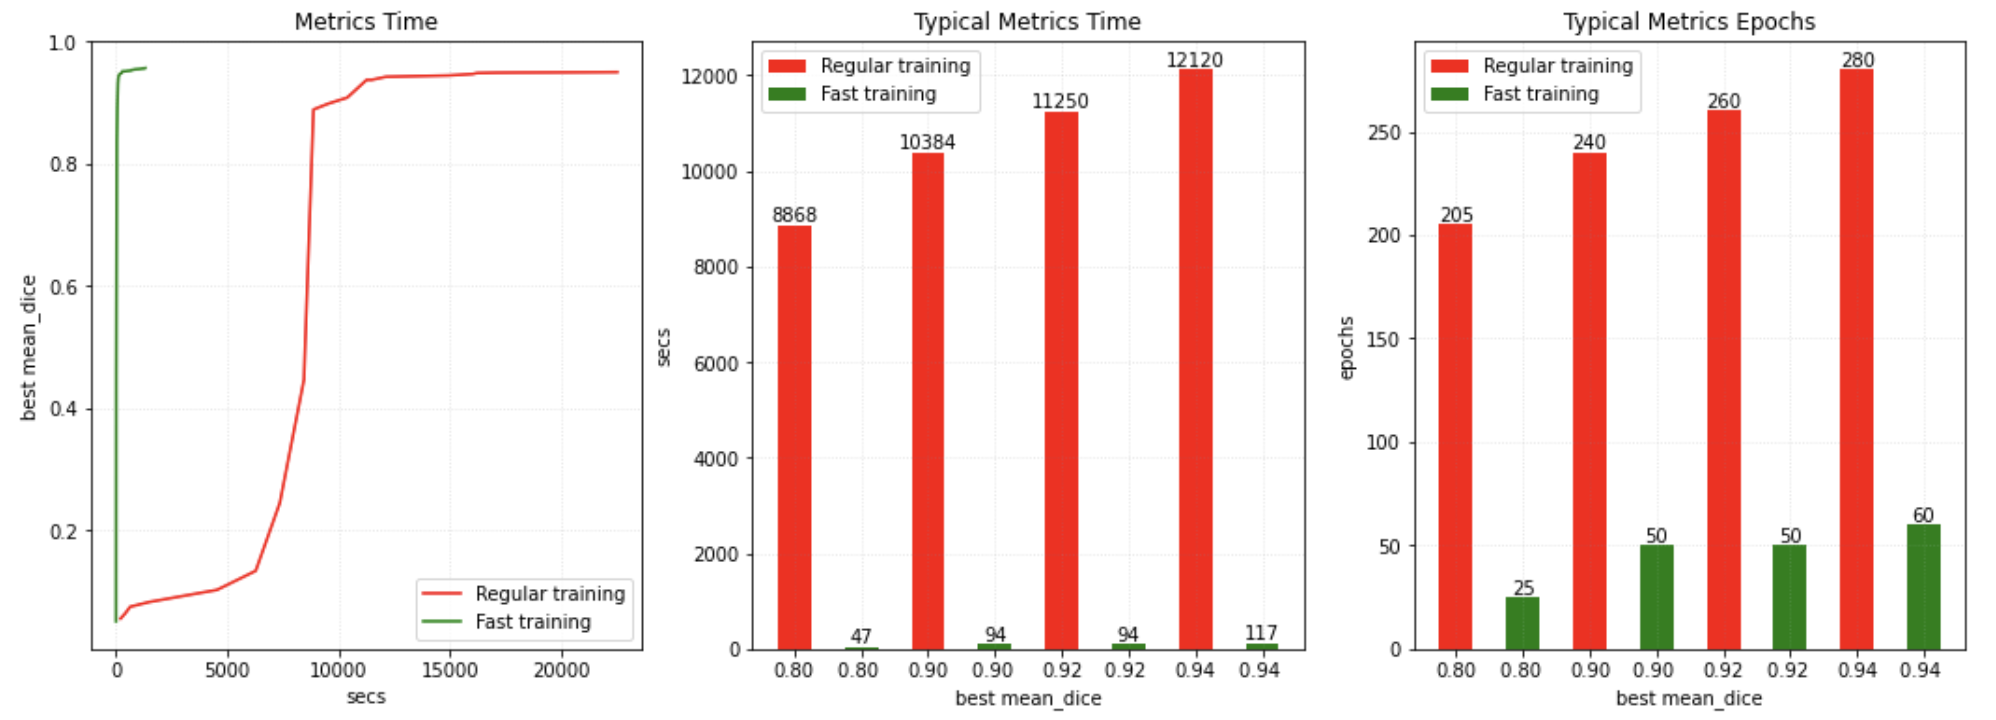 Metrics Time
best mean_dice
1.0
0.8
0.6
0.4
0.2
Regular training
Fast training
0 5000 10000 15000 20000
secs
Typical Metrics Time
secs
12000
10000
8000
6000
4000
2000
0
Regular training
Fast training
8868
47
10384
94
11250
94
12120
117
0.80 0.80 0.90 0.90 0.92 0.92 0.94 0.94
best mean_dice
Typical Metrics Epochs
epochs
250
200
150
100
50
0
Regular training
Fast training
205
25
240
50
260
50
280
60
0.80 0.80 0.90 0.90 0.92 0.92 0.94 0.94
best mean_dice